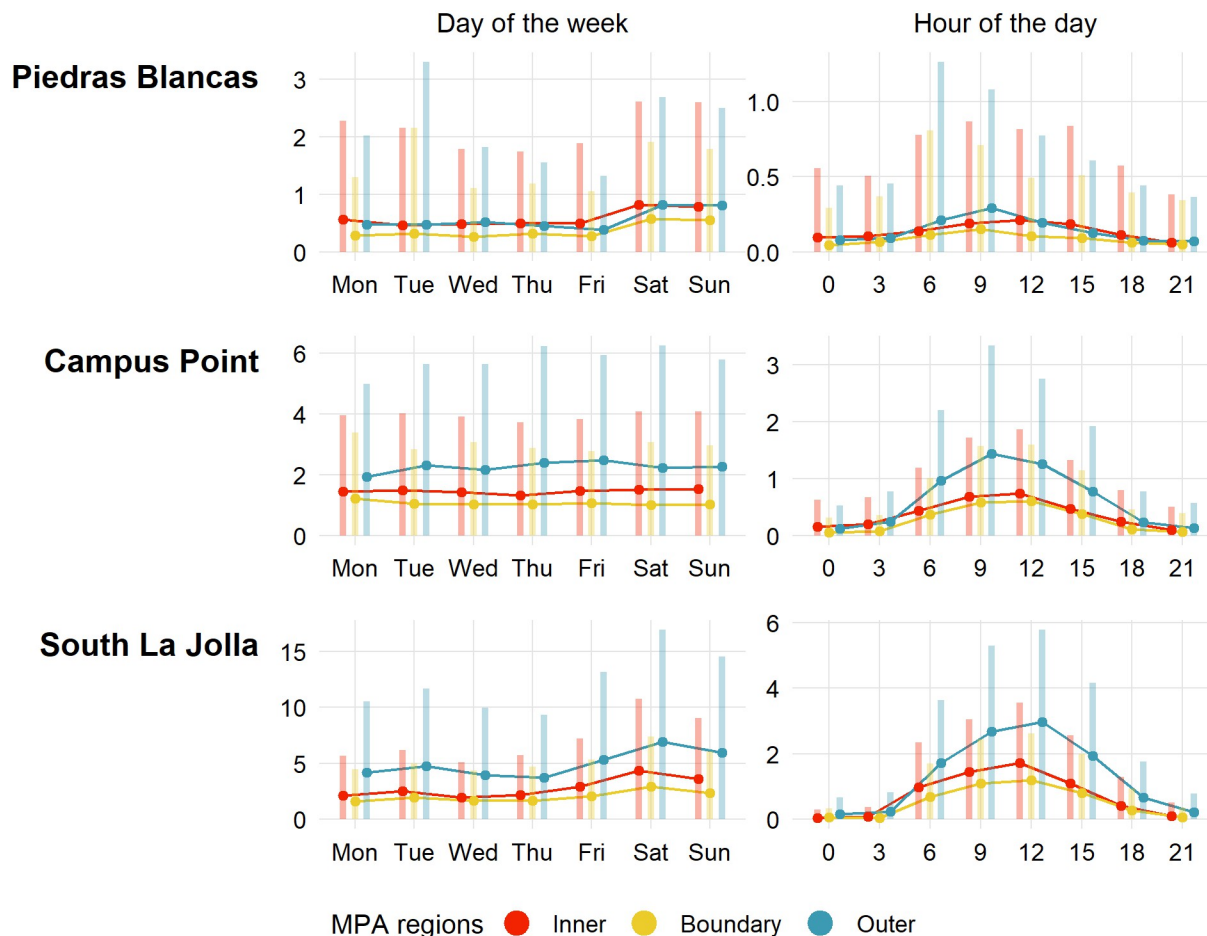 Day of the week Hour of the day
Piedras Blancas
3
2
1
0
Mon Tue Wed Thu Fri Sat Sun
1.0
0.5
0.0
0 3 6 9 12 15 18 21
Campus Point
6
4
2
0
Mon Tue Wed Thu Fri Sat Sun
3
2
1
0
0 3 6 9 12 15 18 21
South La Jolla
15
10
5
0
Mon Tue Wed Thu Fri Sat Sun
6
4
2
0
0 3 6 9 12 15 18 21
MPA regions Inner Boundary Outer